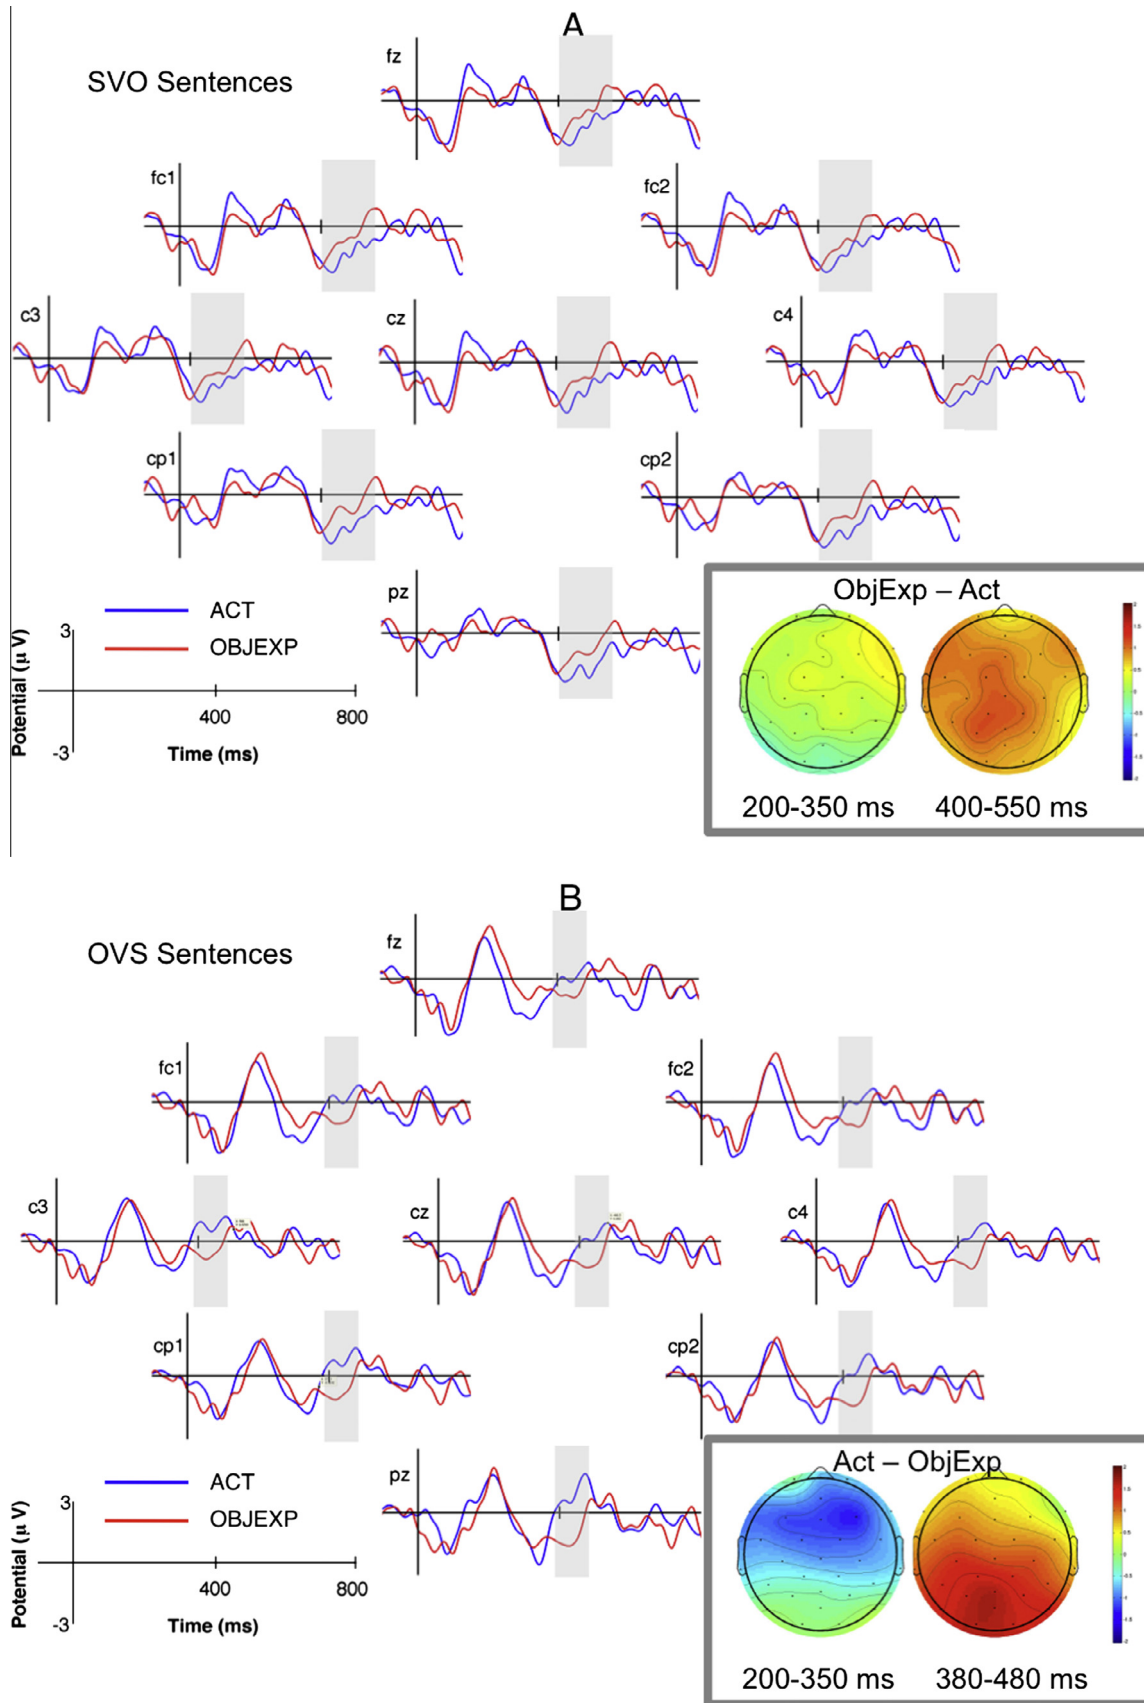 A
SVO Sentences
fz
fc1
fc2
c3
cz
c4
cp1
cp2
pz
ACT
OBJEXP
Potential (μ V)
3
-3
400
800
Time (ms)
ObjExp – Act
200-350 ms
400-550 ms
B
OVS Sentences
fz
fc1
fc2
c3
cz
c4
cp1
cp2
pz
ACT
OBJEXP
Potential (μ V)
3
-3
400
800
Time (ms)
Act – ObjExp
200-350 ms
380-480 ms